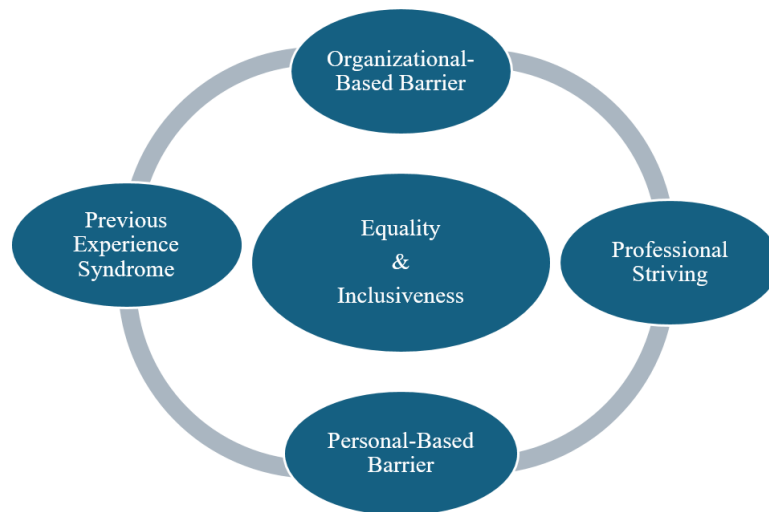 Organizational-
Based Barrier
Previous
Experience
Syndrome
Equality
&
Inclusiveness
Professional
Striving
Personal-Based
Barrier